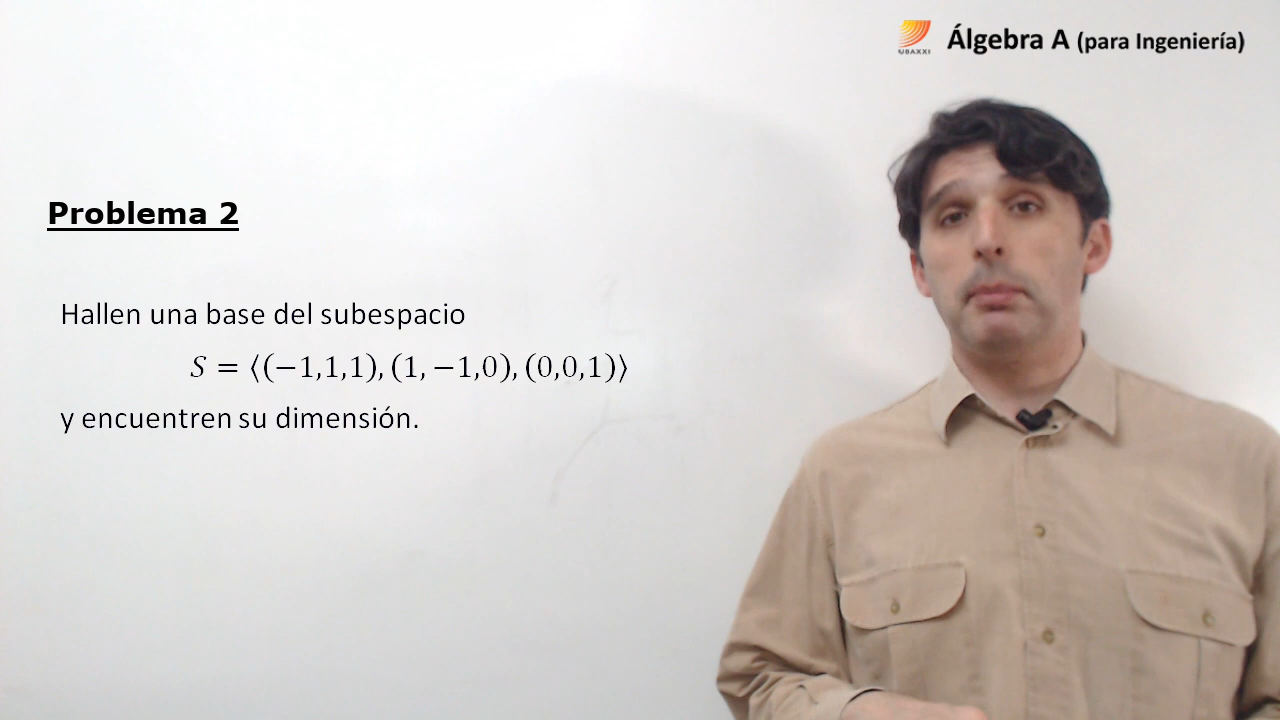 UBAXXI
Álgebra A (para Ingeniería)
Problema 2
Hallen una base del subespacio
S = ⟨(−1,1,1), (1, −1,0), (0,0,1)⟩
y encuentren su dimensión.